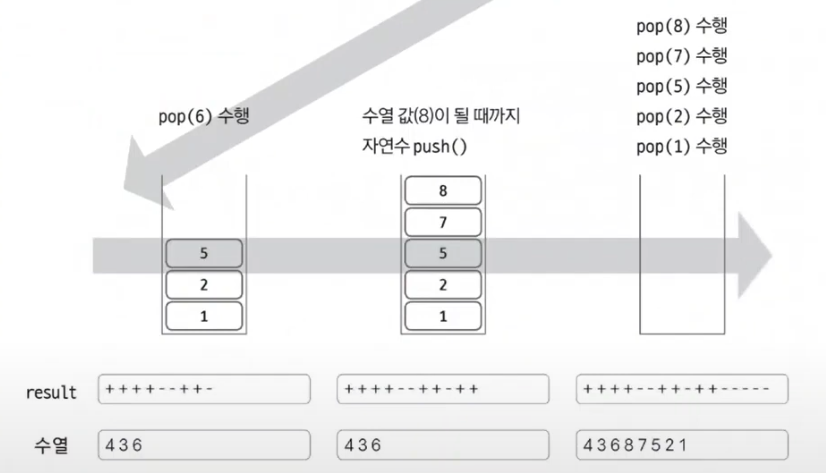 pop(6) 수행
5
2
1
수열 값(8)이 될 때까지
자연수 push()
8
7
5
2
1
pop(8) 수행
pop(7) 수행
pop(5) 수행
pop(2) 수행
pop(1) 수행
result
++++--++-
++++--++-++
++++--++-++-----
수열
436
436
43687521